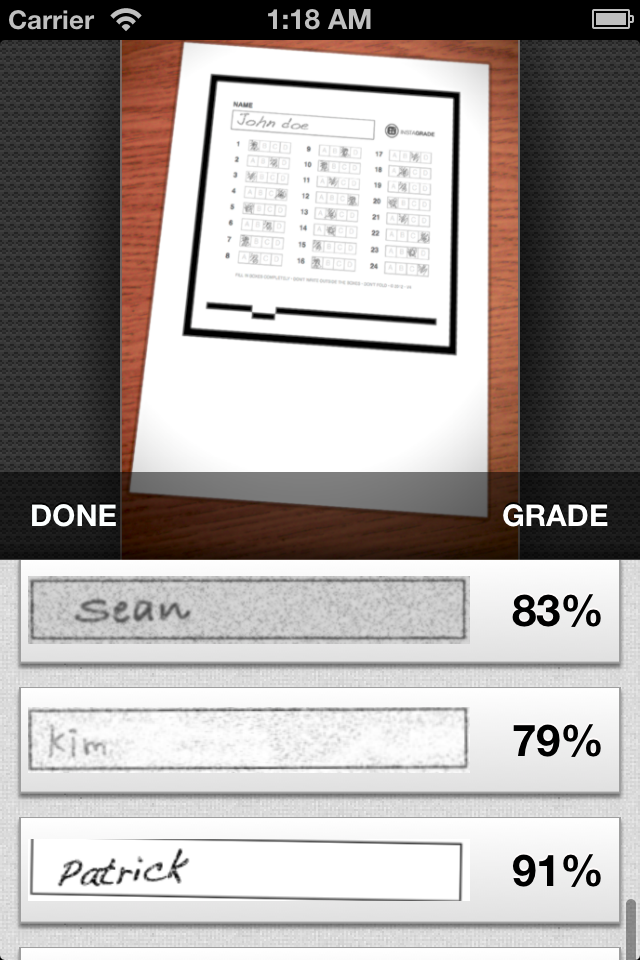 Carrier 1:18 AM
NAME
John doe
INSTAGRADE
1 A B C D
2 A B C D
3 A B C D
4 A B C D
5 A B C D
6 A B C D
7 A B C D
8 A B C D
9 A B C D
10 A B C D
11 A B C D
12 A B C D
13 A B C D
14 A B C D
15 A B C D
16 A B C D
17 A B C D
18 A B C D
19 A B C D
20 A B C D
21 A B C D
22 A B C D
23 A B C D
24 A B C D
DONE GRADE
Sean 83%
Kim 79%
Patrick 91%